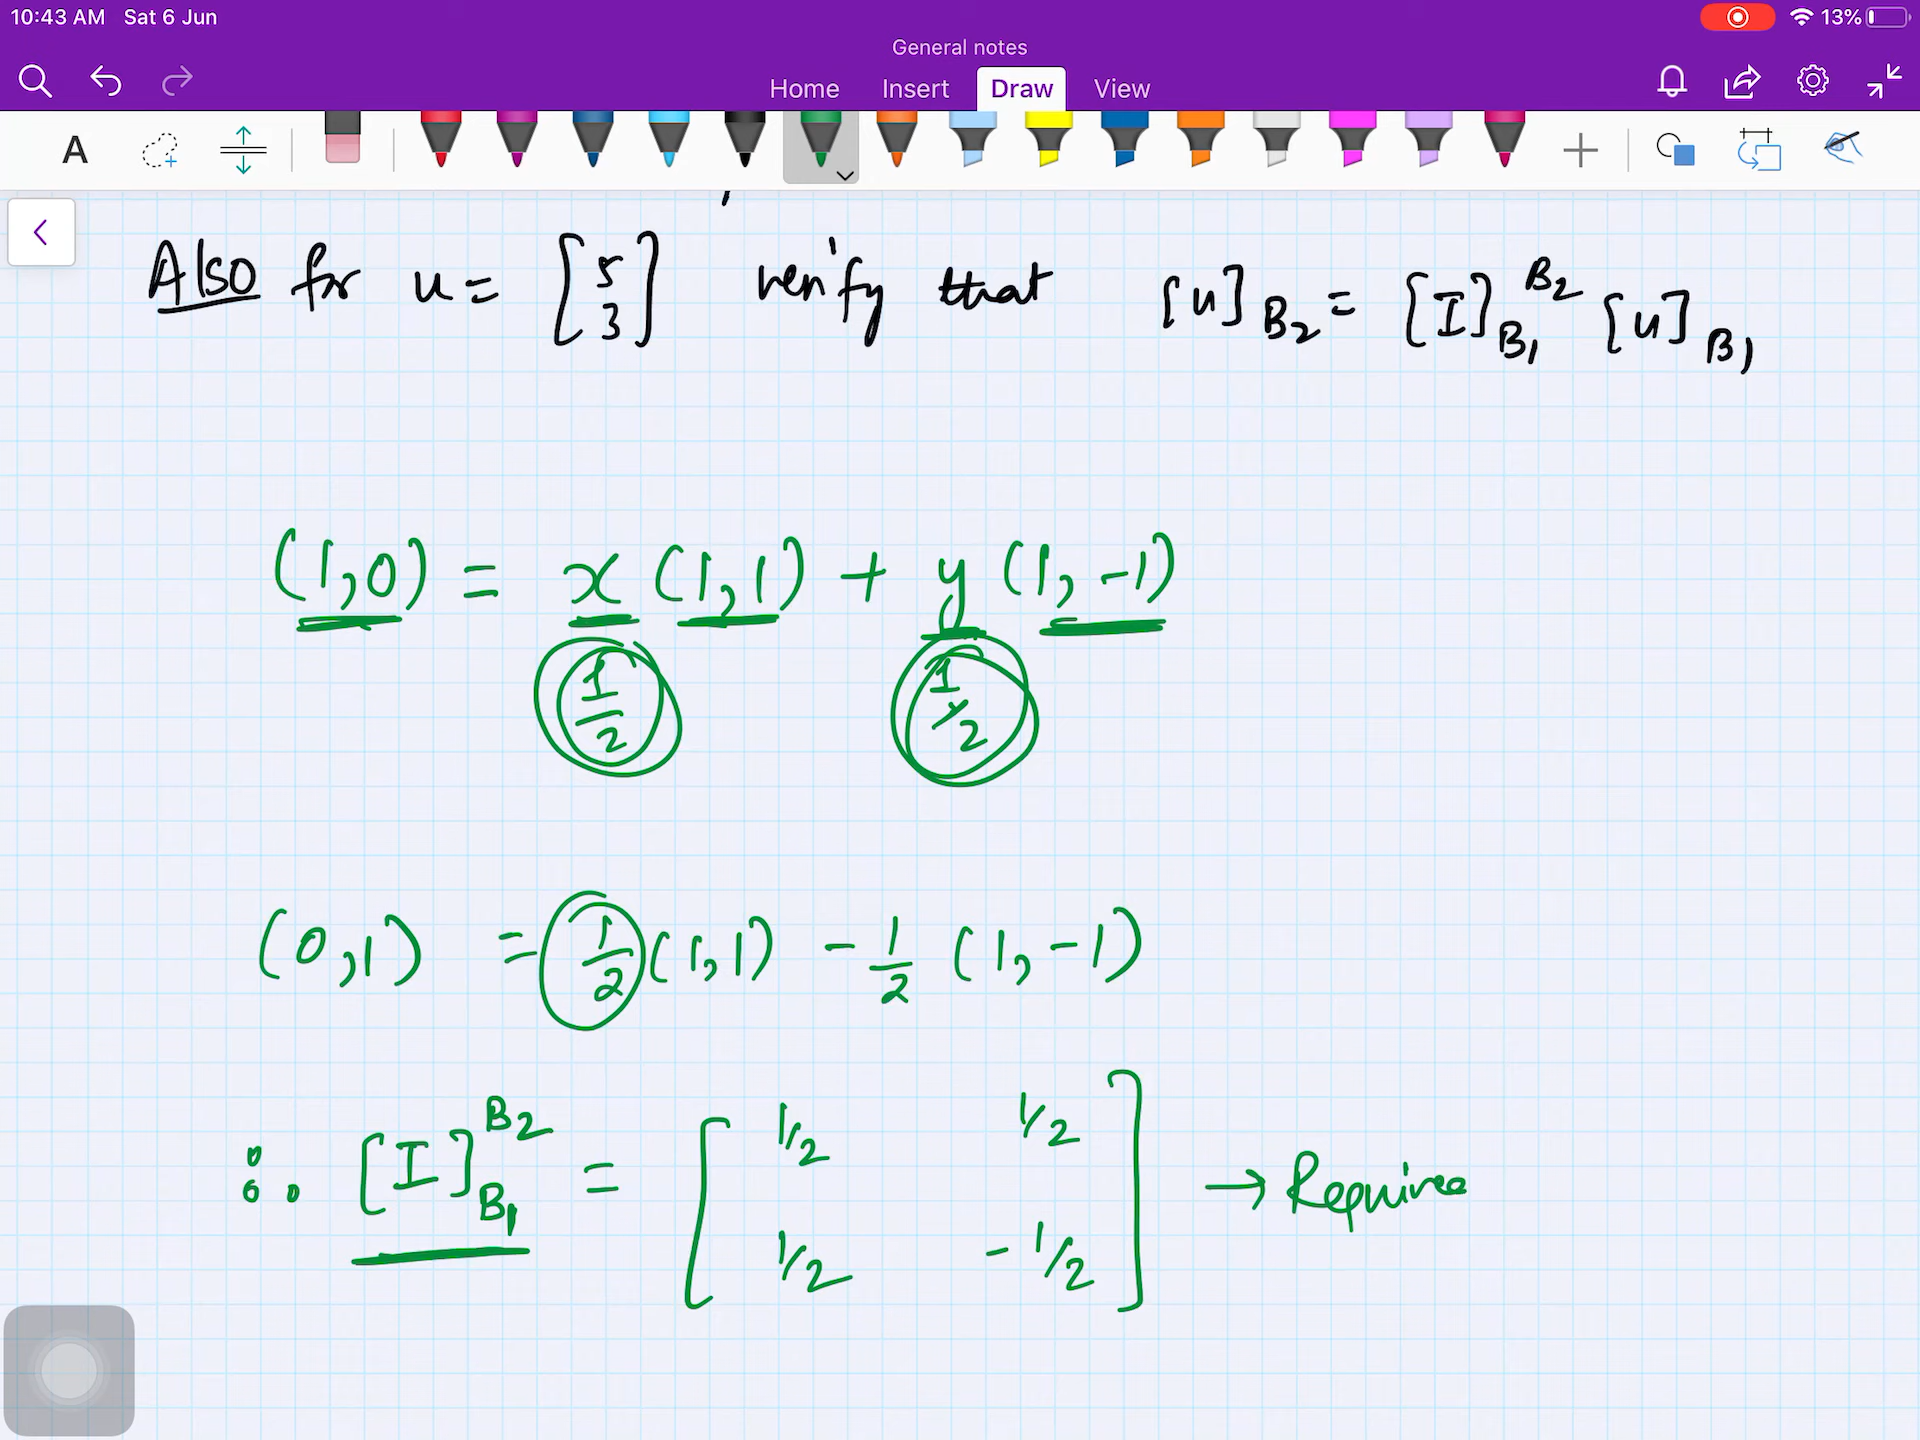 10:43 AM Sat 6 Jun 13%
General notes
Home Insert Draw View
A
Also for u = [5 3] verify that [u]B₂ = [I]B₁^B₂ [u]B₁
(1,0) = x (1,1) + y (1,-1)
1/2 1/2
(0,1) = 1/2 (1,1) - 1/2 (1,-1)
∴ [I]B₁^B₂ = [1/2 1/2
1/2 -1/2] → Require